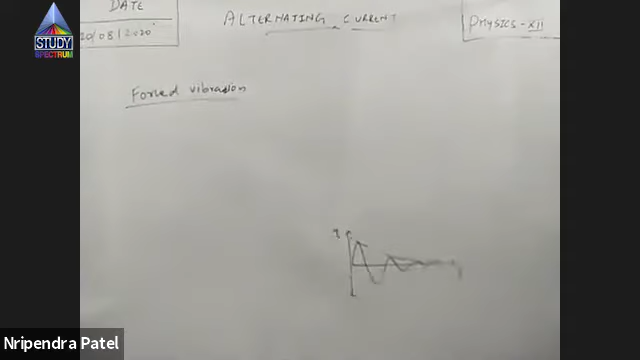 DATE
20/08/2020
ALTERNATING CURRENT
PHYSICS - XII
STUDY
SPECTRUM
Forced vibration
Nripendra Patel